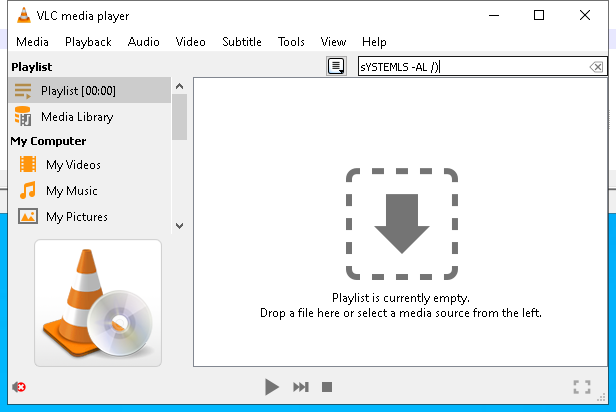 VLC media player
Media Playback Audio Video Subtitle Tools View Help
Playlist
sYSTEMLS -AL /)
Playlist [00:00]
Media Library
My Computer
My Videos
My Music
My Pictures
Playlist is currently empty.
Drop a file here or select a media source from the left.